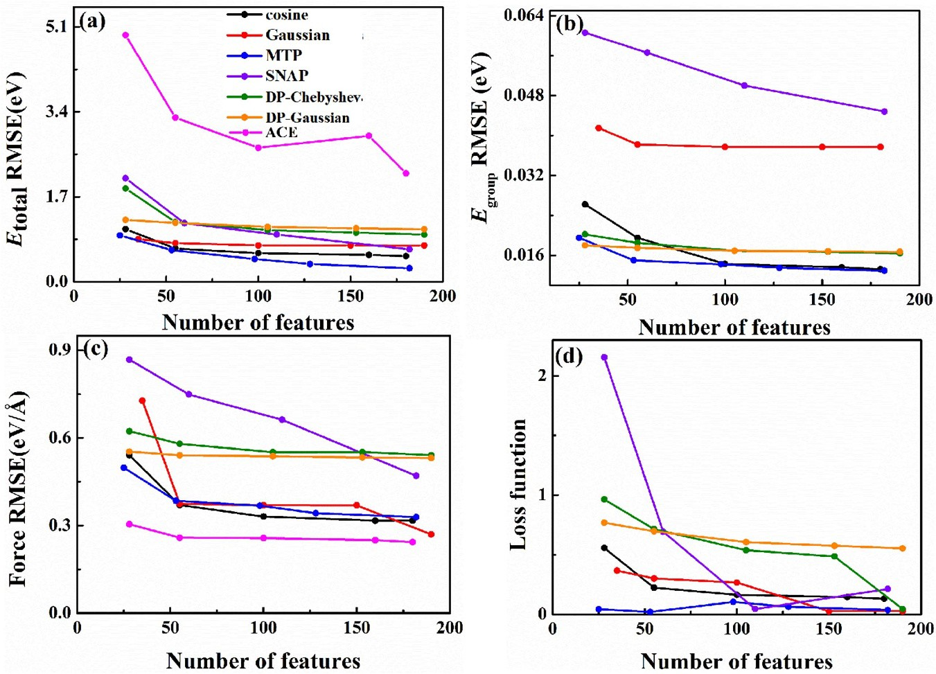 (a)
5.1
3.4
1.7
0.0
E total RMSE(eV)
cosine
Gaussian
MTP
SNAP
DP-Chebyshev
DP-Gaussian
ACE
0 50 100 150 200
Number of features
(b)
0.064
0.048
0.032
0.016
E group RMSE (eV)
50 100 150 200
Number of features
(c)
0.9
0.6
0.3
0.0
Force RMSE(eV/Å)
0 50 100 150 200
Number of features
(d)
2
1
0
Loss function
0 50 100 150 200
Number of features